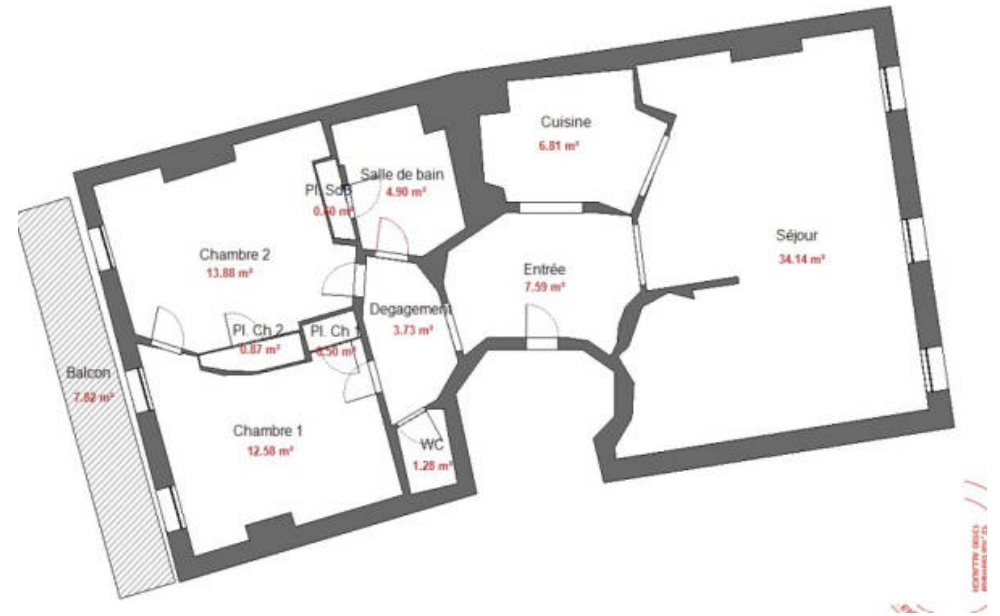 Cuisine
6.81 m²
Salle de bain
4.90 m²
Pl. SdB
Séjour
34.14 m²
Chambre 2
13.88 m²
Entrée
7.59 m²
Degagement
3.73 m²
Pl. Ch 2
0.87 m²
Pl. Ch 1
0.50 m²
Balcon
7.82 m²
Chambre 1
12.58 m²
WC
1.28 m²
13190 ALLAUCH